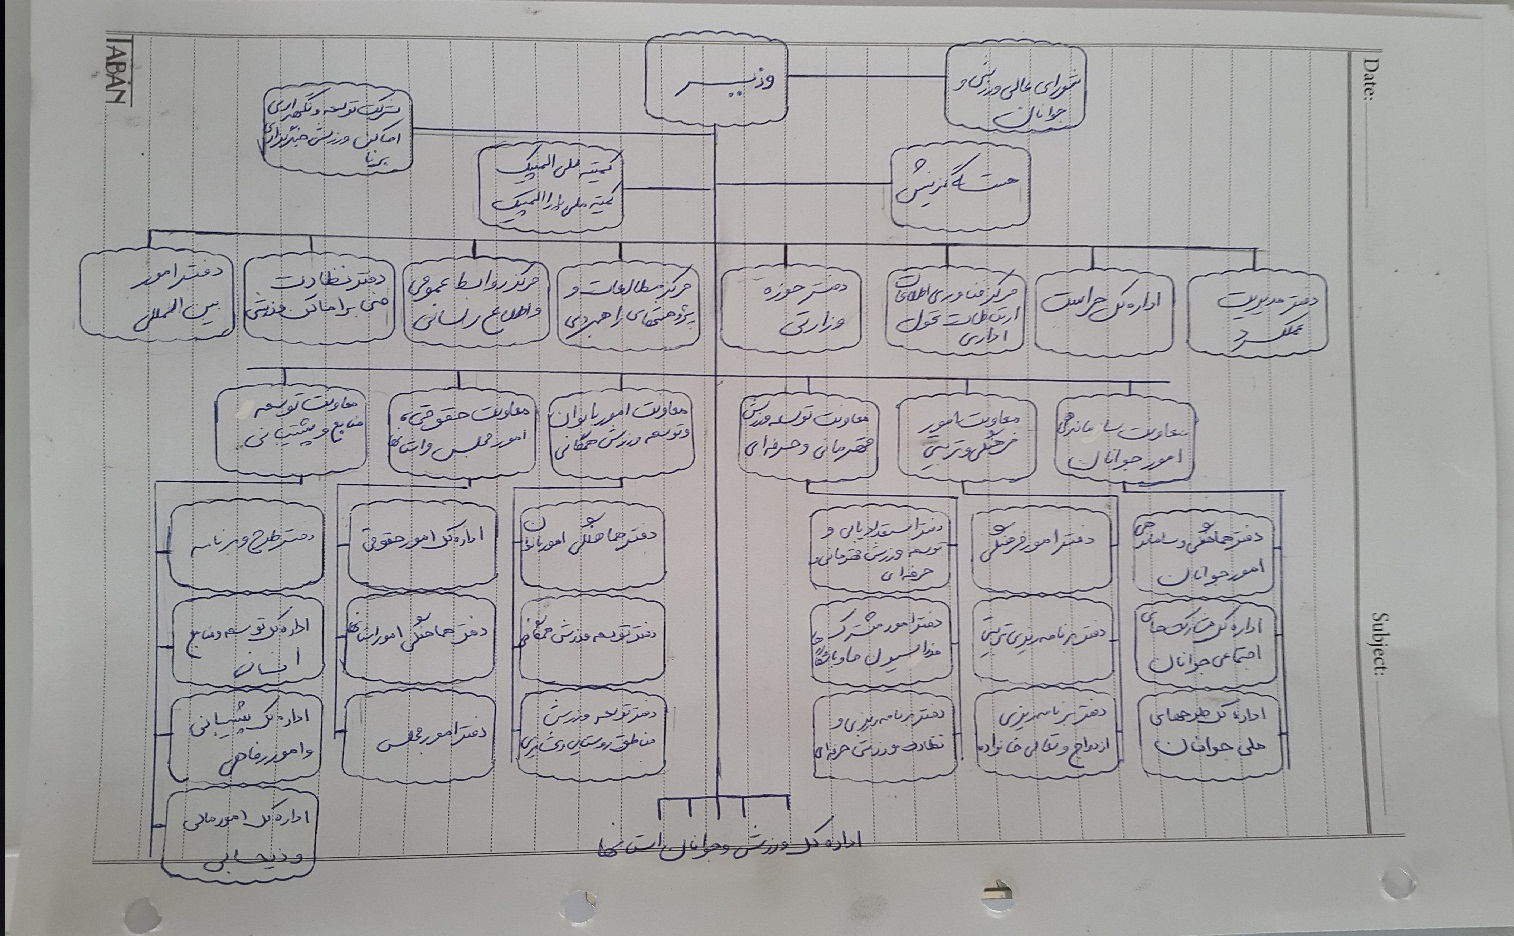 TABAN
Date:
Subject:
وزیر
شورای عالی ورزش و
جوانان
شرکت توسعه و نگهداری
اماکن ورزشی
کمیته ملی المپیک
کمیته ملی پارا المپیک
هسته گزینش
دفتر مدیریت
عملکرد
اداره کل حراست
مرکز فناوری اطلاعات
ارتباطات تحول
اداری
دفتر حوزه
وزارتی
مرکز مطالعات و
پژوهشهای راهبردی
مرکز روابط عمومی
و اطلاع رسانی
دفتر نظارت
بر اماکن
دفتر امور
بین الملل
معاونت ساماندهی
امور جوانان
معاونت امور
فرهنگی و تربیتی
معاونت توسعه ورزش
قهرمانی و حرفه ای
معاونت امور بانوان
و توسعه ورزش همگانی
معاونت حقوقی،
امور مجلس و استانها
معاونت توسعه
منابع و پشتیبانی
دفتر هماهنگی و ساماندهی
امور جوانان
اداره کل مشارکت های
اجتماعی جوانان
اداره کل طرحهای
ملی جوانان
دفتر امور فرهنگی
دفتر برنامه ریزی تربیتی
دفتر برنامه ریزی
ازدواج و تعالی خانواده
دفتر استعدادیابی و
توسعه ورزش قهرمانی و
حرفه ای
دفتر امور مشترک
فدراسیون ها و باشگاه ها
دفتر برنامه ریزی و
نظارت ورزش حرفه ای
دفتر هماهنگی امور بانوان
دفتر توسعه ورزش همگانی
دفتر توسعه ورزش
مناطق روستایی و عشایری
اداره کل امور حقوقی
دفتر هماهنگی امور استانها
دفتر امور مجلس
دفتر طرح و برنامه
اداره کل توسعه منابع
انسانی
اداره کل پشتیبانی
و امور رفاهی
اداره کل امور مالی
و ذیحسابی
اداره کل ورزش و جوانان استانها